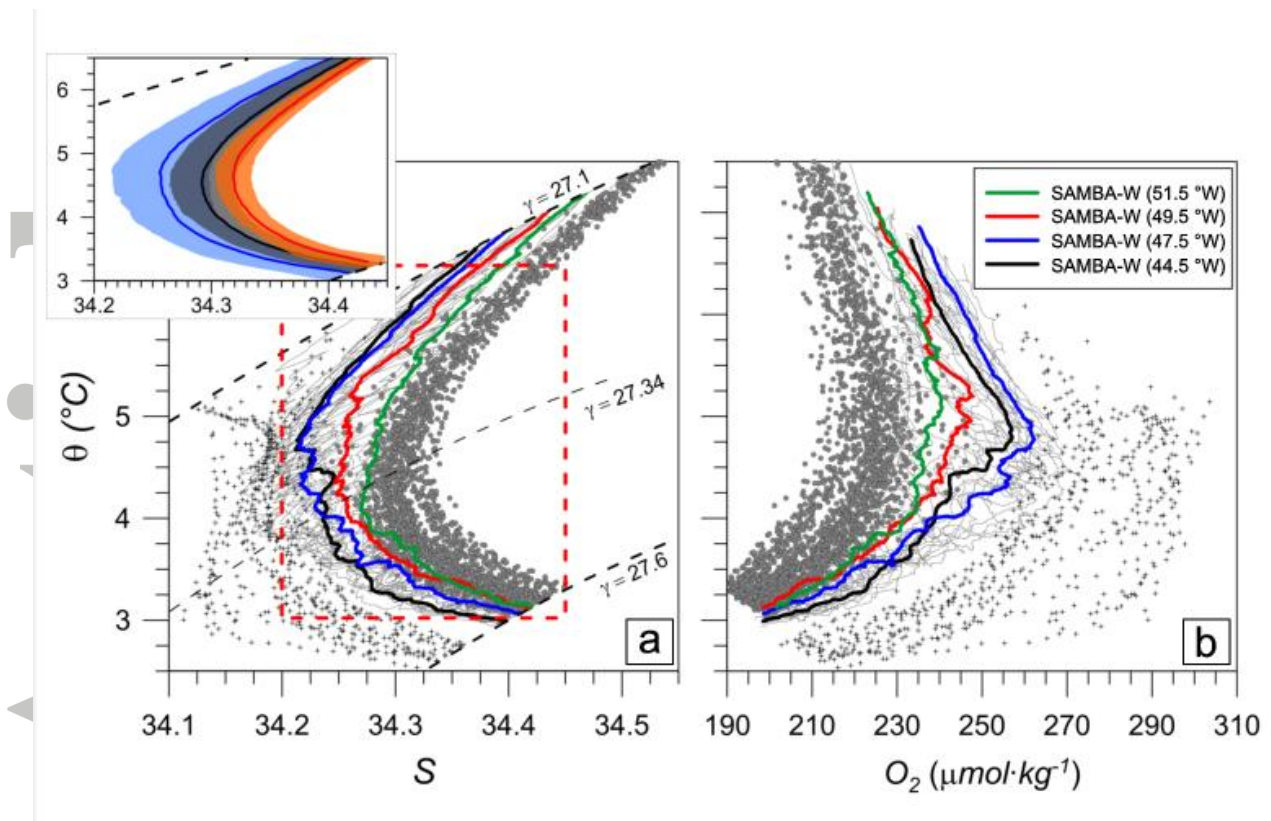 6
5
4
3
34.2 34.3 34.4
γ = 27.1
γ = 27.34
γ = 27.6
θ (°C)
5
4
3
34.1 34.2 34.3 34.4 34.5
S
a
SAMBA-W (51.5 °W)
SAMBA-W (49.5 °W)
SAMBA-W (47.5 °W)
SAMBA-W (44.5 °W)
b
190 210 230 250 270 290 310
O₂ (μmol·kg⁻¹)